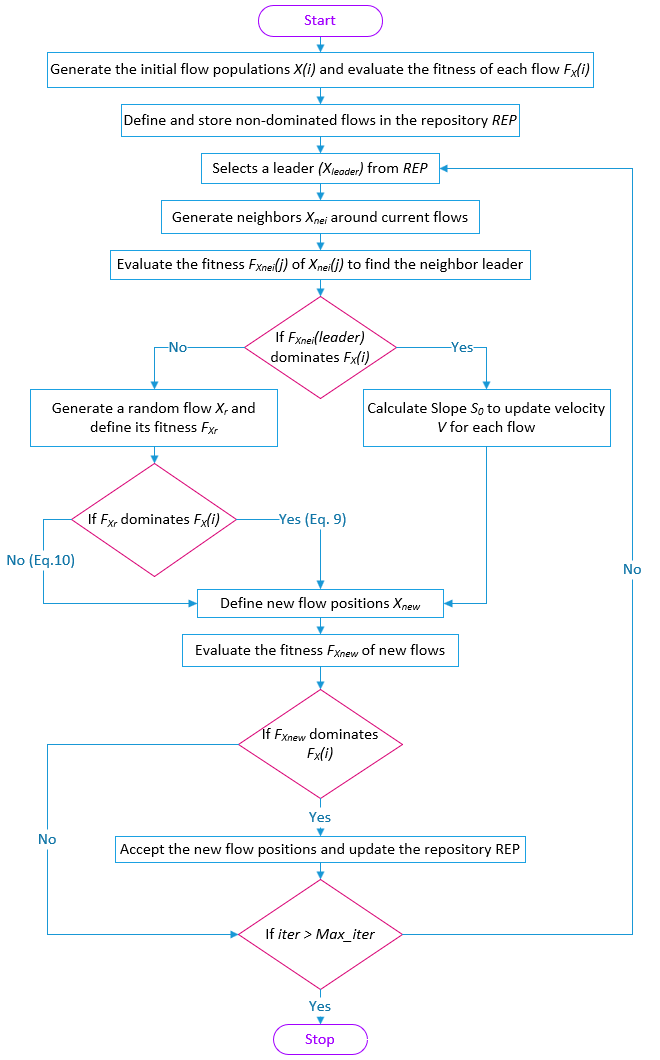 Start
Generate the initial flow populations X(i) and evaluate the fitness of each flow F_X(i)
Define and store non-dominated flows in the repository REP
Selects a leader (X_leader) from REP
Generate neighbors X_nei around current flows
Evaluate the fitness F_Xnei(j) of X_nei(j) to find the neighbor leader
If F_Xnei(leader)
dominates F_X(i)
No
Yes
Generate a random flow X_r and
define its fitness F_Xr
Calculate Slope S_0 to update velocity
V for each flow
If F_Xr dominates F_X(i)
Yes (Eq. 9)
No (Eq.10)
No
Define new flow positions X_new
Evaluate the fitness F_Xnew of new flows
If F_Xnew dominates
F_X(i)
Yes
No
Accept the new flow positions and update the repository REP
If iter > Max_iter
Yes
Stop